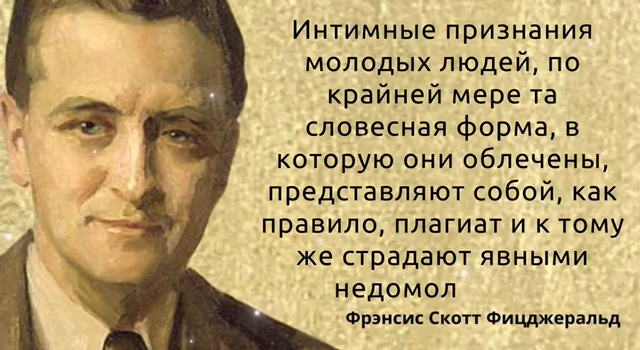 Интимные признания
молодых людей, по
крайней мере та
словесная форма, в
которую они облечены,
представляют собой, как
правило, плагиат и к тому
же страдают явными
недомол
Фрэнсис Скотт Фицджеральд